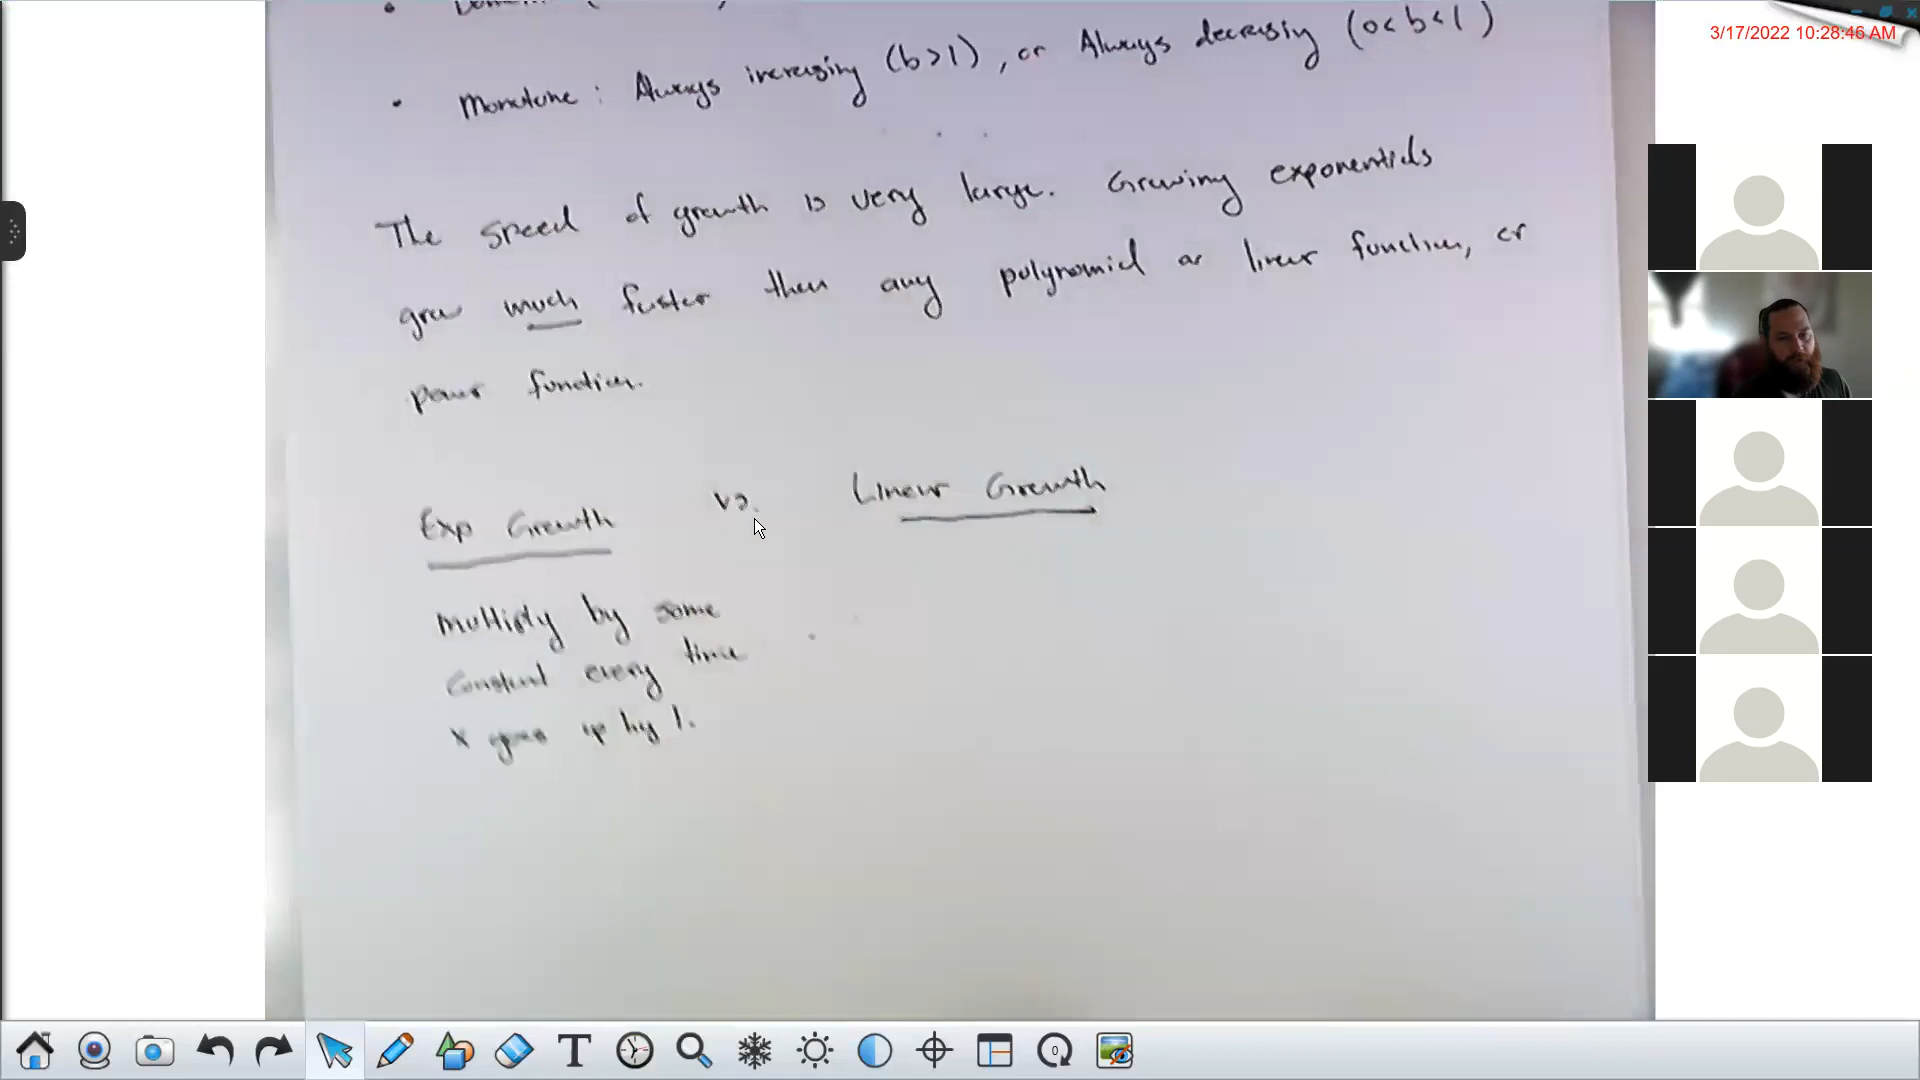 3/17/2022 10:28:46 AM
• Monotone: Always increasing (b>1), or Always decreasing (0<b<1)
The speed of growth is very large. Growing exponentials
grow much faster then any polynomial or linear function, or
power function.
Exp Growth vs. Linear Growth
multiply by some
constant every time
x goes up by 1.
T
0